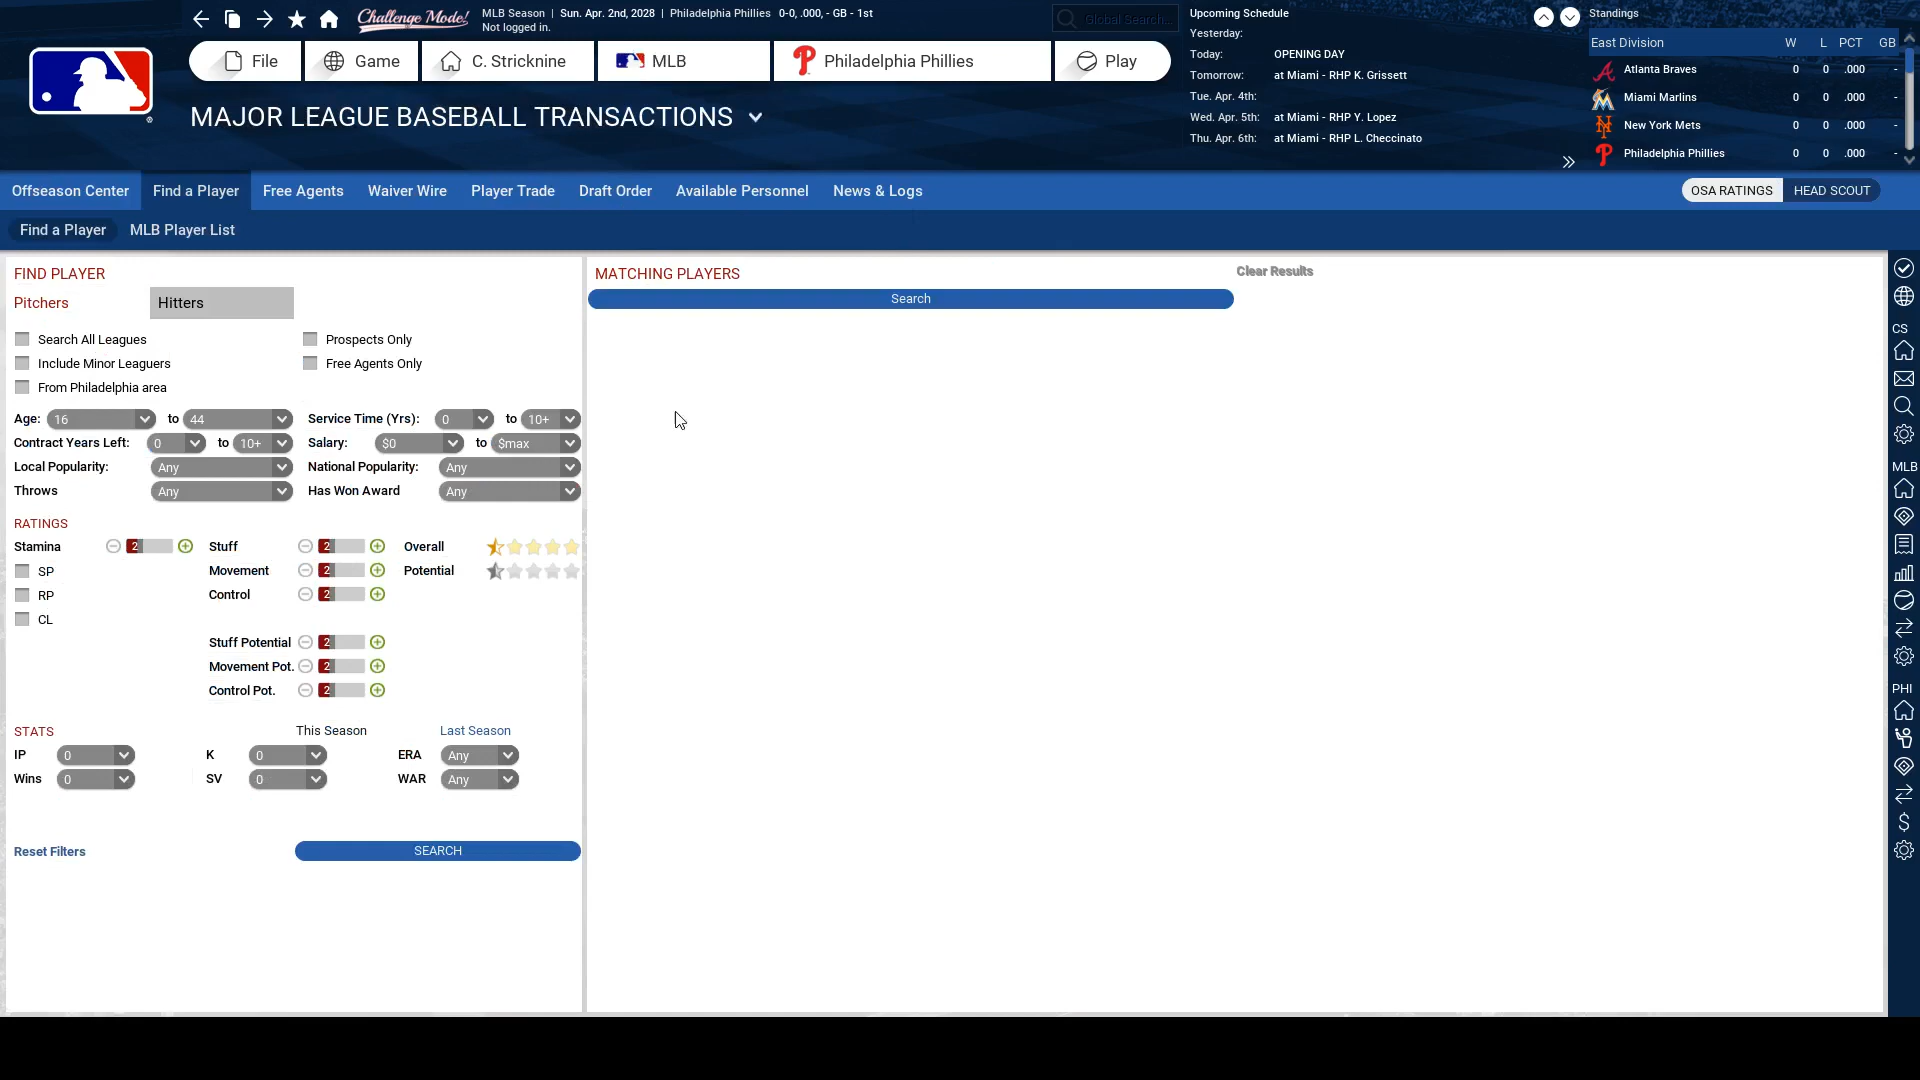 Challenge Mode!
MLB Season | Sun. Apr. 2nd, 2028 | Philadelphia Phillies 0-0, .000, - GB - 1st
Not logged in.
Global Search...
File Game C. Stricknine MLB Philadelphia Phillies Play
MAJOR LEAGUE BASEBALL TRANSACTIONS
Upcoming Schedule
Yesterday:
Today: OPENING DAY
Tomorrow: at Miami - RHP K. Grissett
Tue. Apr. 4th:
Wed. Apr. 5th: at Miami - RHP Y. Lopez
Thu. Apr. 6th: at Miami - RHP L. Checcinato
Standings
East Division W L PCT GB
Atlanta Braves 0 0 .000 -
Miami Marlins 0 0 .000 -
New York Mets 0 0 .000 -
Philadelphia Phillies 0 0 .000 -
Offseason Center Find a Player Free Agents Waiver Wire Player Trade Draft Order Available Personnel News & Logs OSA RATINGS HEAD SCOUT
Find a Player MLB Player List
FIND PLAYER
Pitchers Hitters
Search All Leagues Prospects Only
Include Minor Leaguers Free Agents Only
From Philadelphia area
Age: 16 to 44 Service Time (Yrs): 0 to 10+
Contract Years Left: 0 to 10+ Salary: $0 to $max
Local Popularity: Any National Popularity: Any
Throws Any Has Won Award Any
RATINGS
Stamina 2 Stuff 2 Overall
SP Movement 2 Potential
RP Control 2
CL
Stuff Potential 2
Movement Pot. 2
Control Pot. 2
STATS This Season Last Season
IP 0 K 0 ERA Any
Wins 0 SV 0 WAR Any
Reset Filters SEARCH
MATCHING PLAYERS Clear Results
Search
CS
MLB
PHI